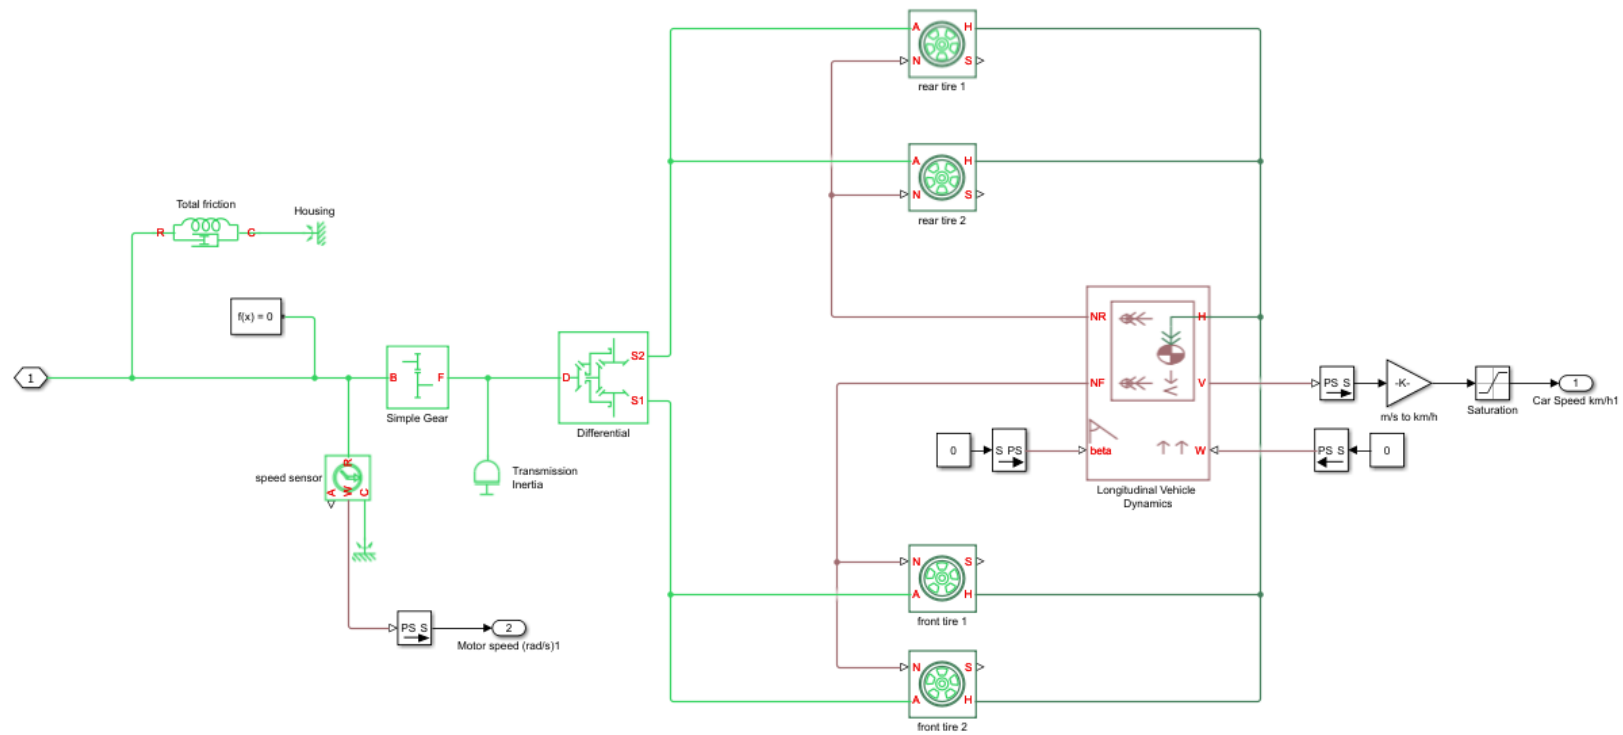 A
H
N
S
rear tire 1
A
H
N
S
rear tire 2
Total friction
R
C
Housing
f(x) = 0
1
B
F
Simple Gear
D
S2
S1
Differential
Transmission
Inertia
speed sensor
R
A
W
C
PS S
2
Motor speed (rad/s)1
NR
H
NF
V
beta
W
Longitudinal Vehicle
Dynamics
0
S PS
PS S
-K-
m/s to km/h
Saturation
1
Car Speed km/h1
PS S
0
N
S
A
H
front tire 1
N
S
A
H
front tire 2